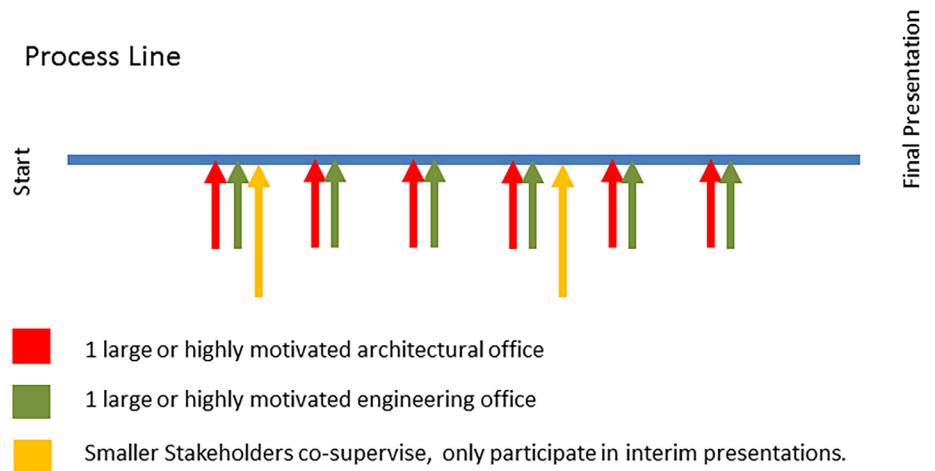 Process Line
Start
Final Presentation
1 large or highly motivated architectural office
1 large or highly motivated engineering office
Smaller Stakeholders co-supervise, only participate in interim presentations.